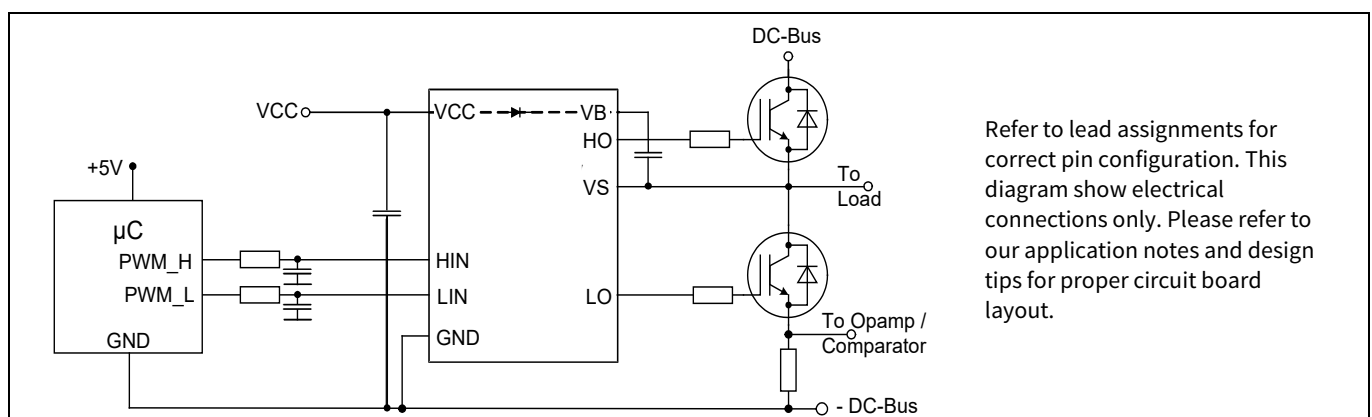 DC-Bus
VCC
VCC
VB
HO
+5V
VS
To
Load
µC
PWM_H
HIN
PWM_L
LIN
LO
GND
GND
To Opamp /
Comparator
- DC-Bus
Refer to lead assignments for
correct pin configuration. This
diagram show electrical
connections only. Please refer to
our application notes and design
tips for proper circuit board
layout.